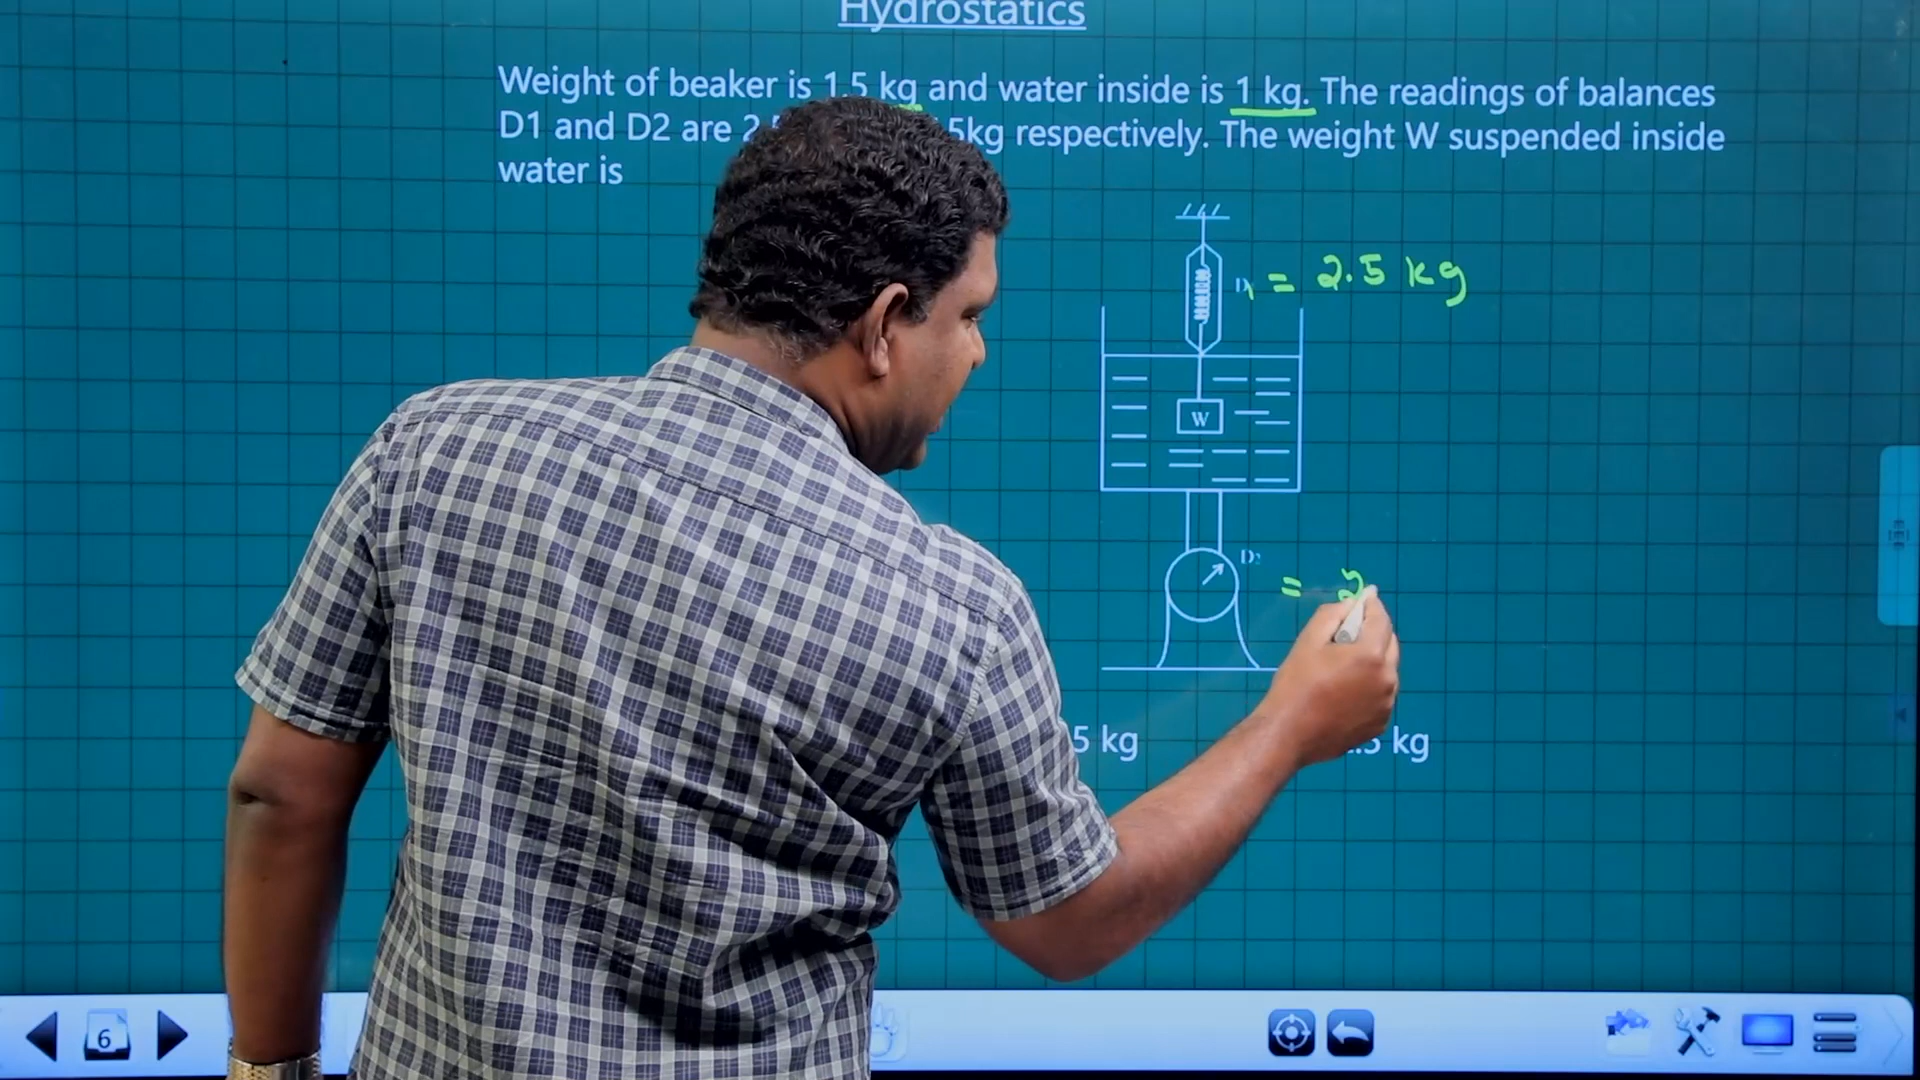 Hydrostatics
Weight of beaker is 1.5 kg and water inside is 1 kg. The readings of balances
D1 and D2 are 5kg respectively. The weight W suspended inside
water is
D1 = 2.5 kg
W
D2 = 2
5 kg .5 kg
6